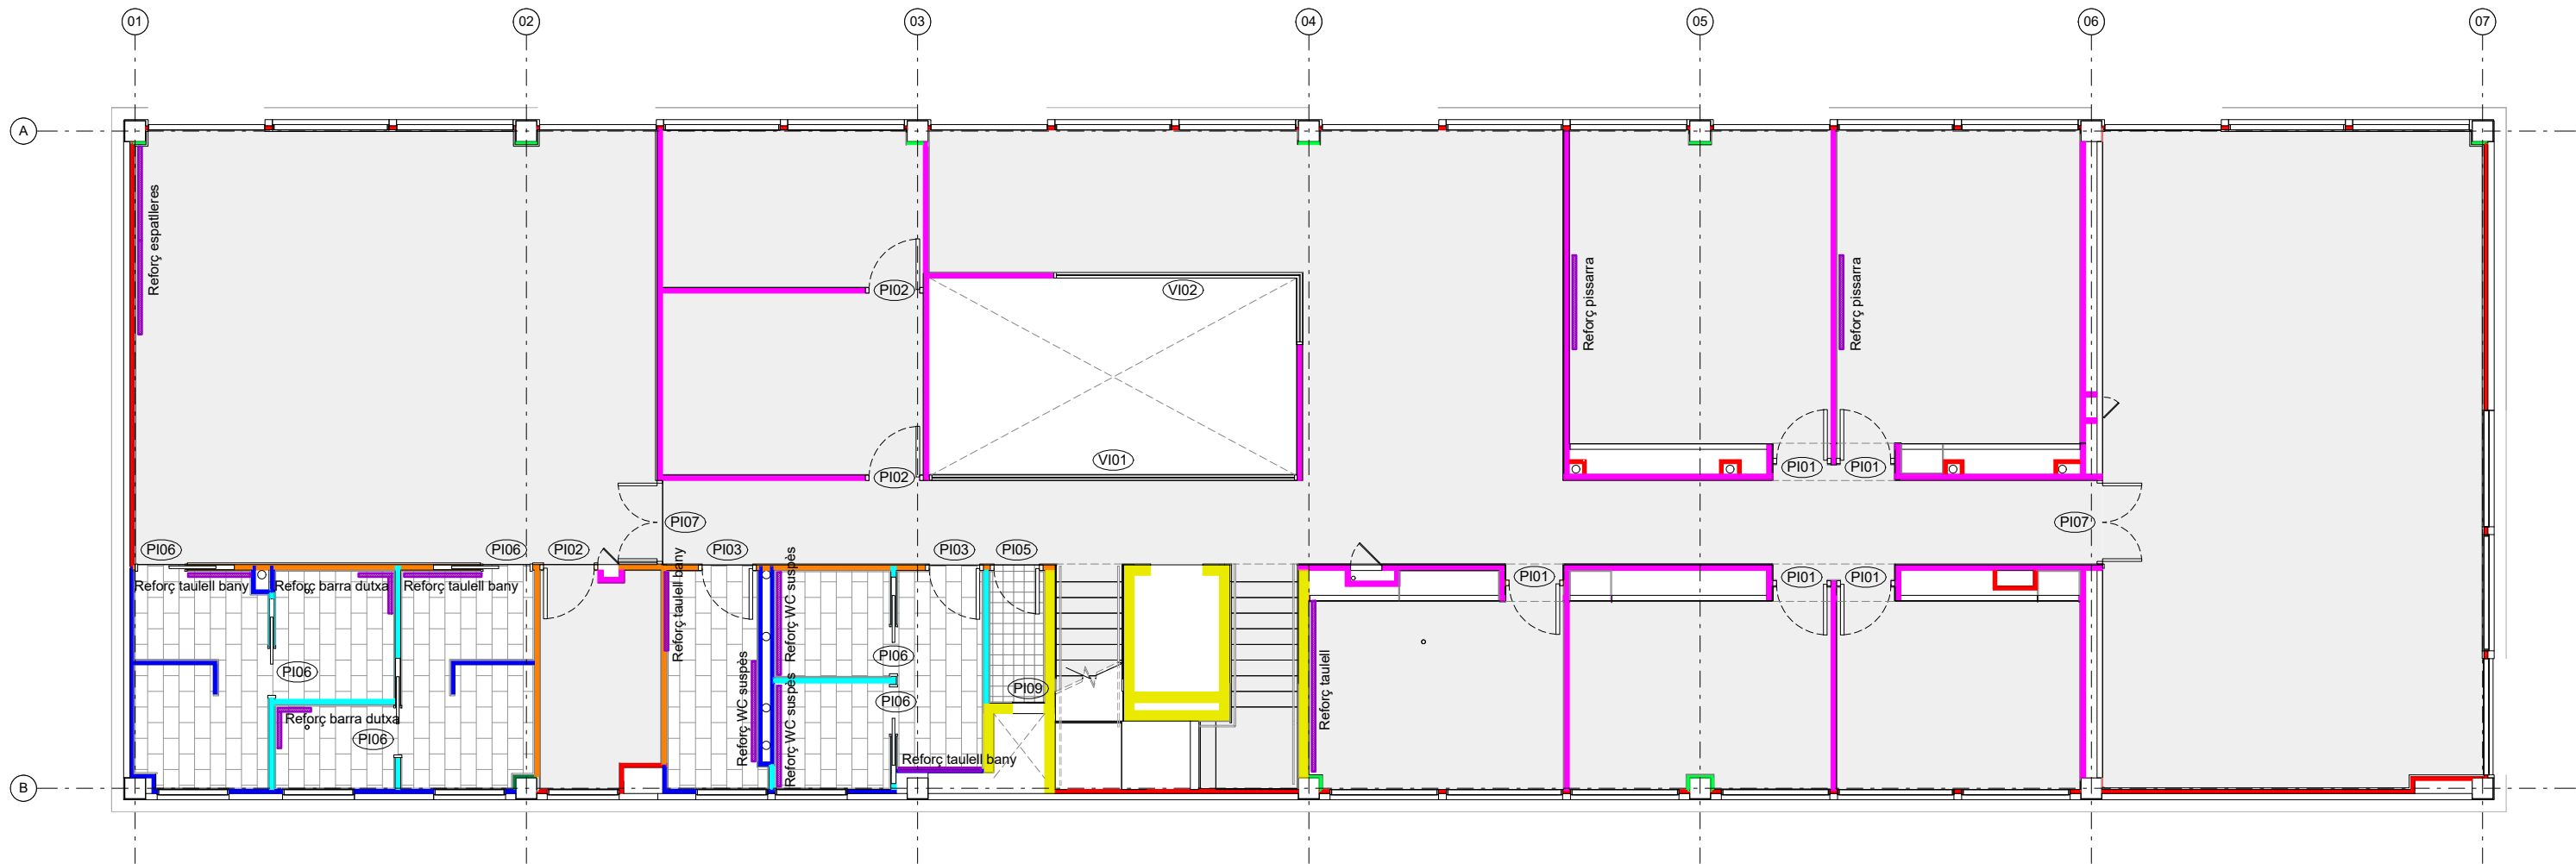 01 02 03 04 05 06 07
A
Reforç espatlleres
Reforç pissarra
Reforç pissarra
PI02
VI02
VI01
PI02
PI01
PI01
PI07
PI07
PI06
PI06
PI02
PI03
PI03
PI05
Reforç taulell bany
Reforç barra dutxa
Reforç taulell bany
Reforç taulell bany
Reforç WC suspès
PI01
PI01
PI01
PI06
PI06
PI09
PI06
Reforç barra dutxa
PI06
Reforç WC suspès
Reforç WC suspès
Reforç taulell bany
Reforç taulell
B